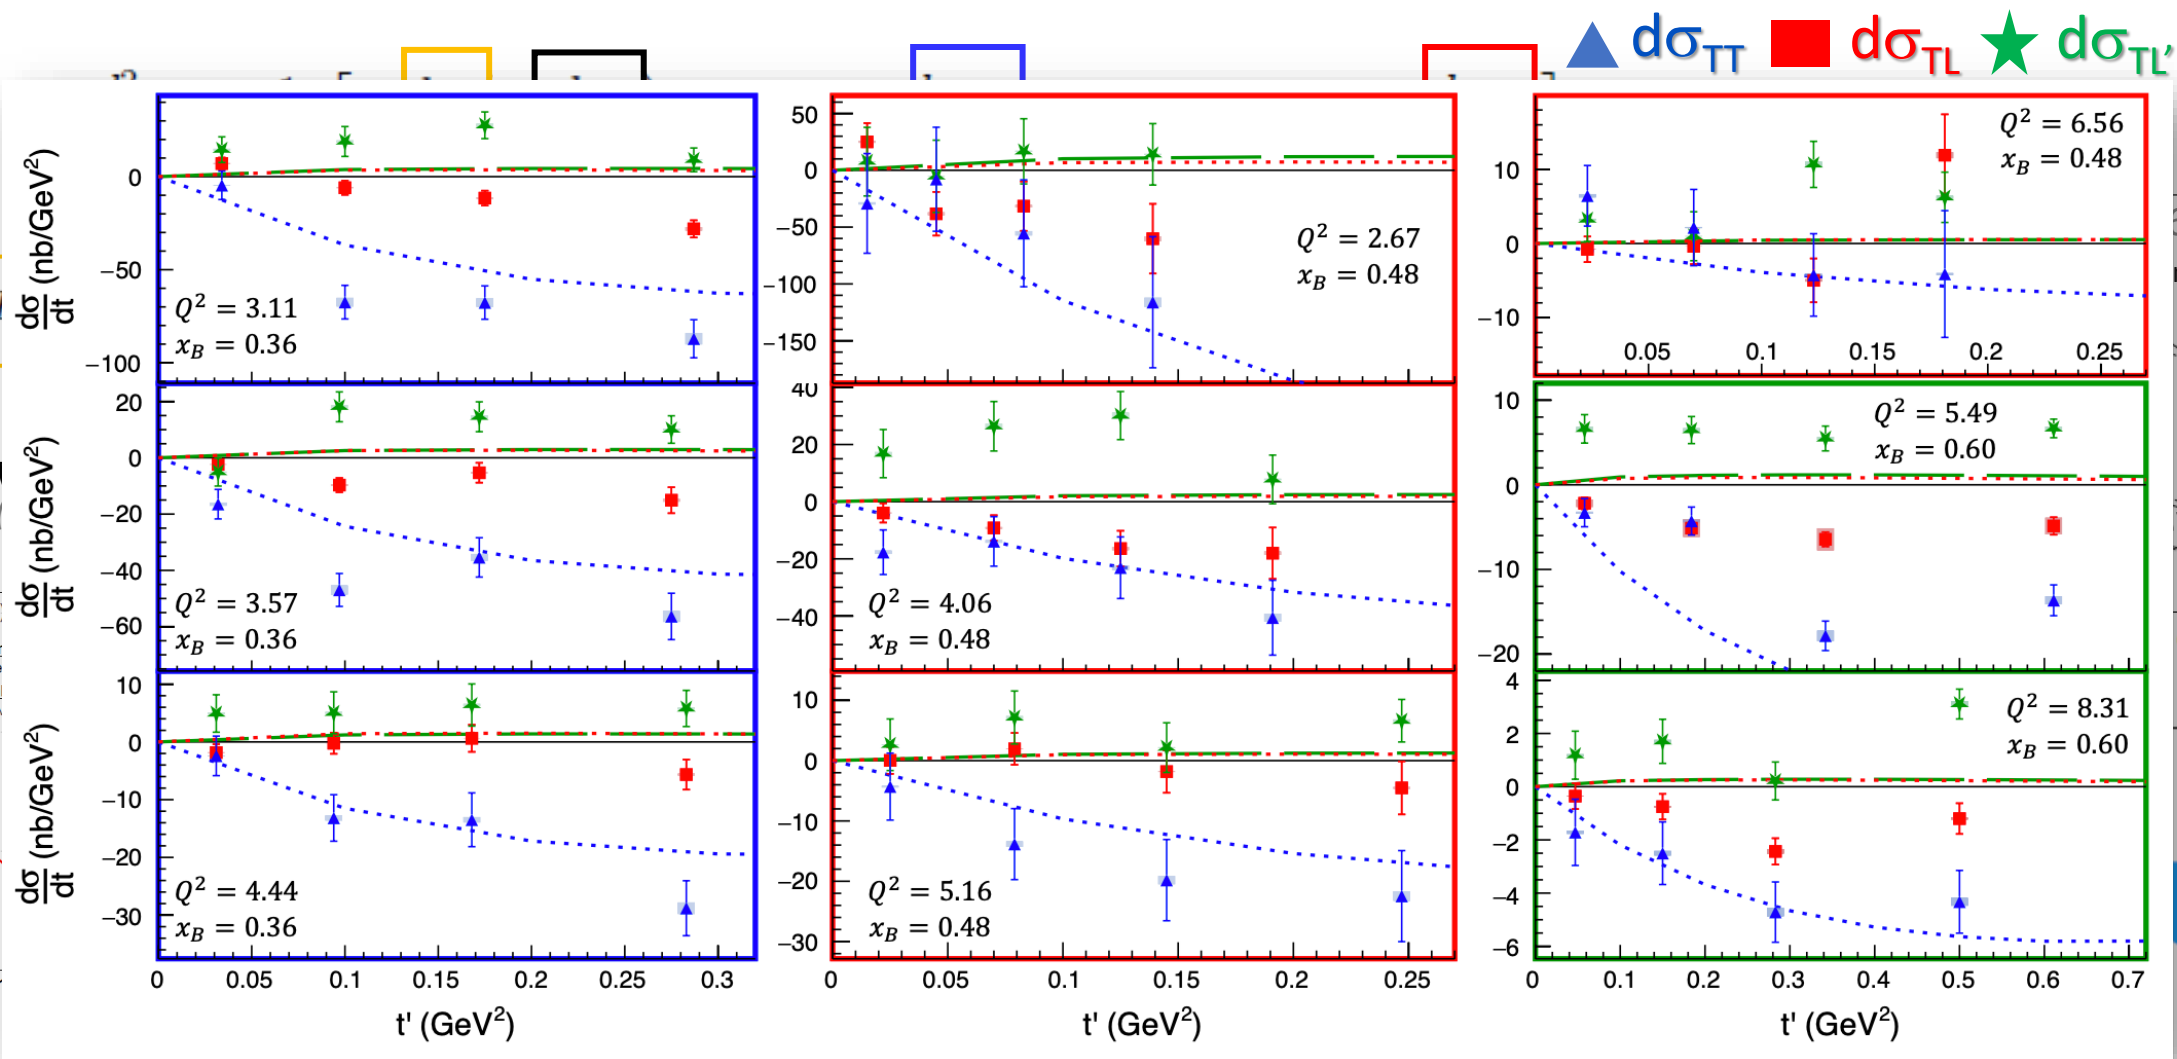 dσTT dσTL dσTL'
dσ/dt (nb/GeV²)
0
−50
−100
Q² = 3.11
xB = 0.36
50
0
−50
−100
−150
Q² = 2.67
xB = 0.48
10
0
−10
Q² = 6.56
xB = 0.48
0.05 0.1 0.15 0.2 0.25
dσ/dt (nb/GeV²)
20
0
−20
−40
−60
Q² = 3.57
xB = 0.36
40
20
0
−20
−40
Q² = 4.06
xB = 0.48
10
0
−10
−20
Q² = 5.49
xB = 0.60
dσ/dt (nb/GeV²)
10
0
−10
−20
−30
Q² = 4.44
xB = 0.36
10
0
−10
−20
−30
Q² = 5.16
xB = 0.48
4
2
0
−2
−4
−6
Q² = 8.31
xB = 0.60
0 0.05 0.1 0.15 0.2 0.25 0.3
0 0.05 0.1 0.15 0.2 0.25
0 0.1 0.2 0.3 0.4 0.5 0.6 0.7
t' (GeV²)
t' (GeV²)
t' (GeV²)